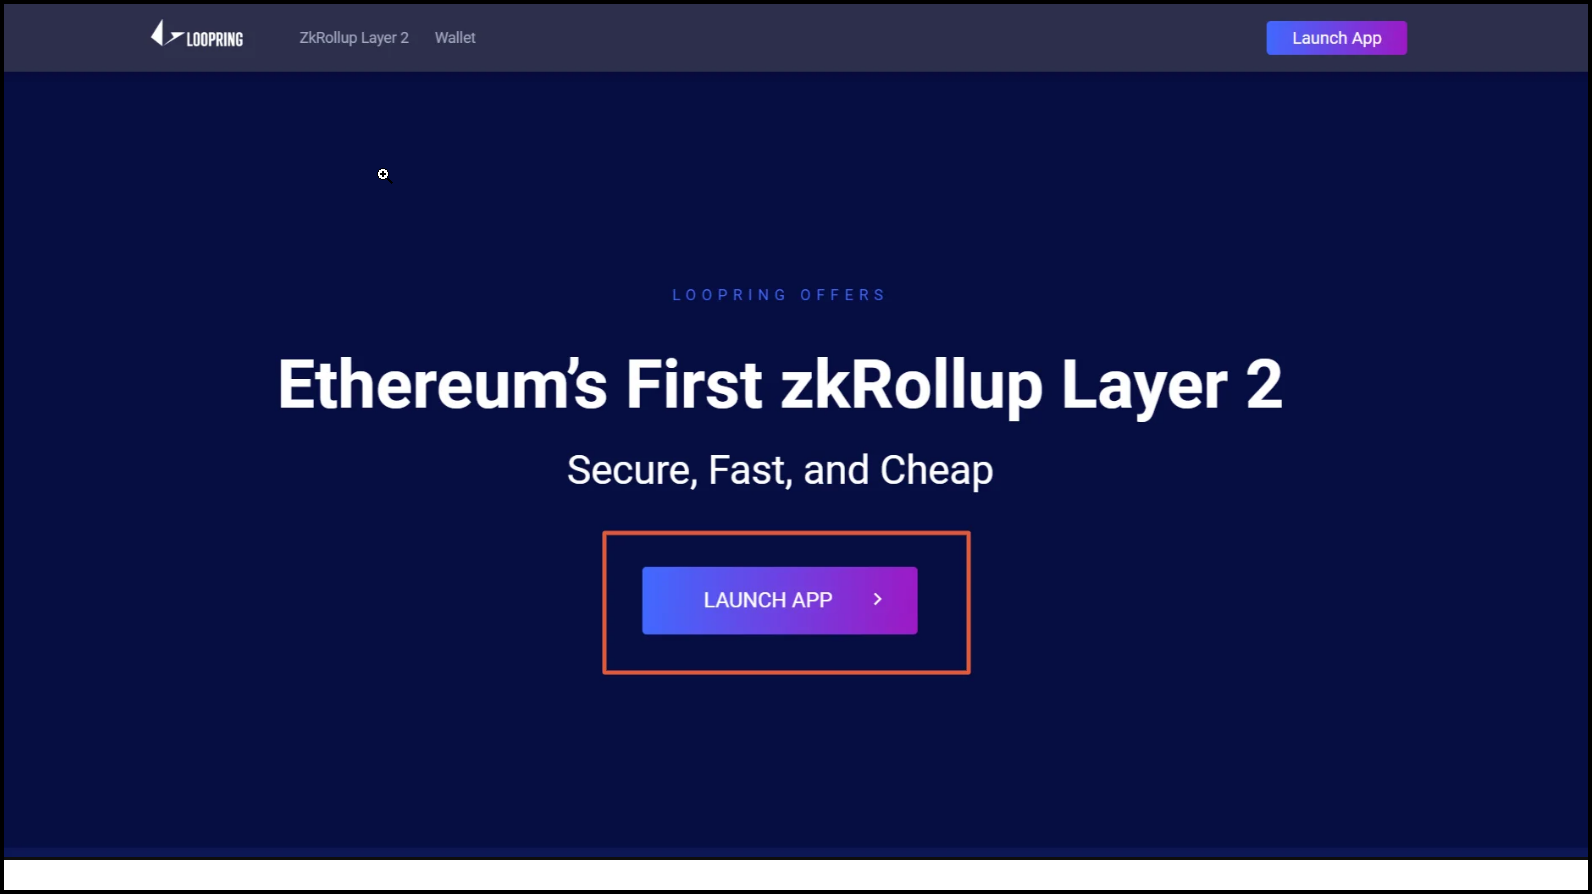 LOOPRING
ZkRollup Layer 2
Wallet
Launch App
LOOPRING OFFERS
Ethereum’s First zkRollup Layer 2
Secure, Fast, and Cheap
LAUNCH APP